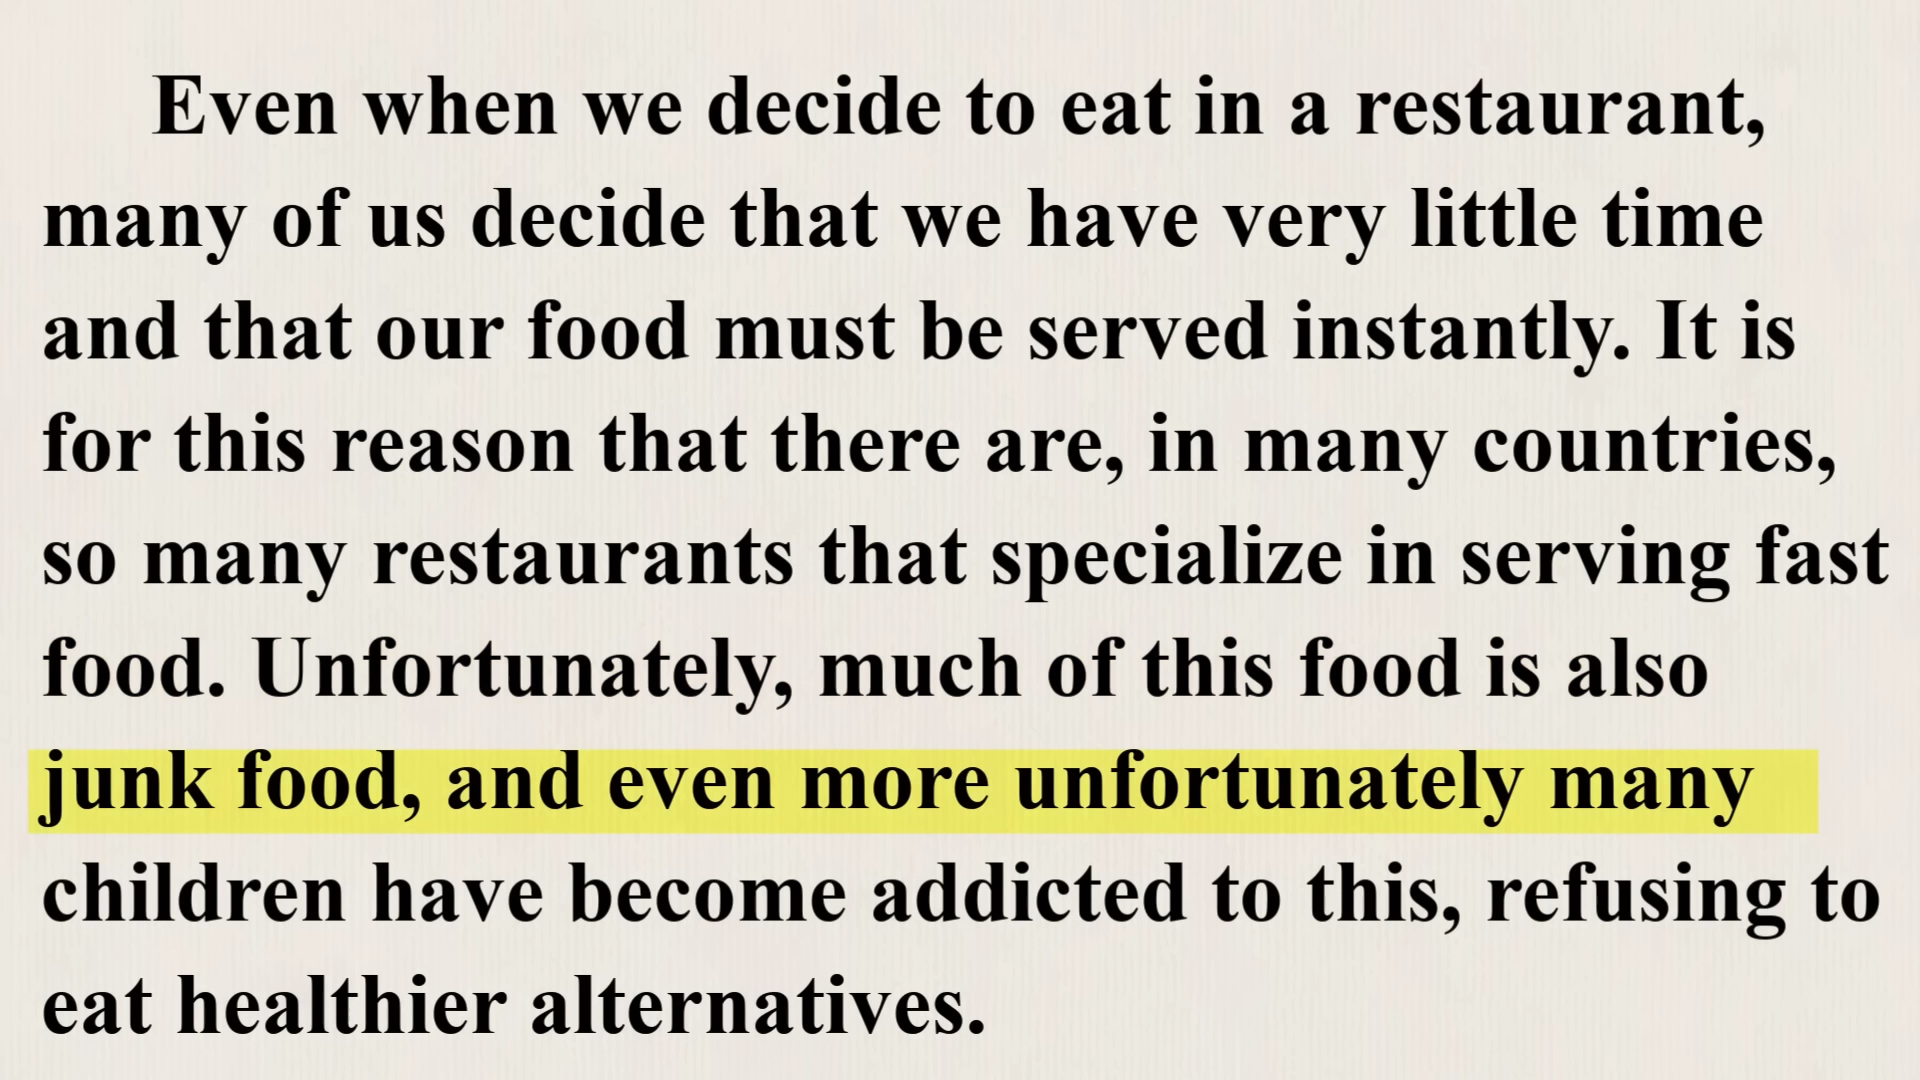 Even when we decide to eat in a restaurant,
many of us decide that we have very little time
and that our food must be served instantly. It is
for this reason that there are, in many countries,
so many restaurants that specialize in serving fast
food. Unfortunately, much of this food is also
junk food, and even more unfortunately many
children have become addicted to this, refusing to
eat healthier alternatives.